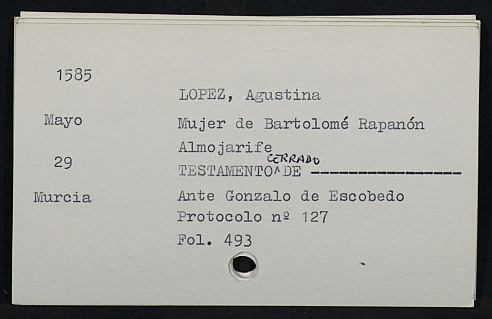 1585
LOPEZ, Agustina
Mayo
Mujer de Bartolomé Rapanón
Almojarife
29
TESTAMENTO ^CERRADO DE ----------------
Murcia
Ante Gonzalo de Escobedo
Protocolo nº 127
Fol. 493